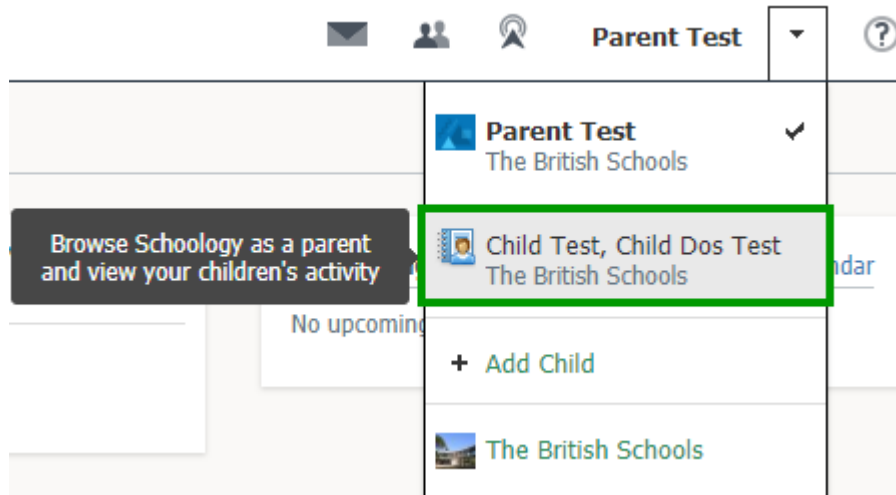 Parent Test
Parent Test
The British Schools
Browse Schoology as a parent
and view your children's activity
Child Test, Child Dos Test
The British Schools
ndar
No upcoming
+ Add Child
The British Schools